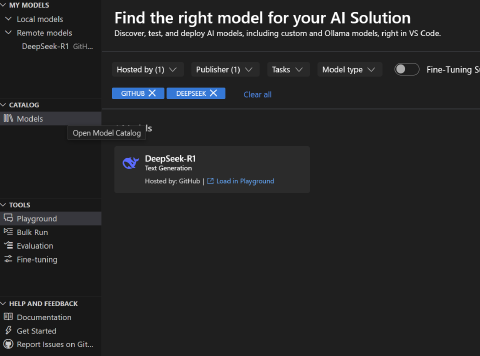 MY MODELS
Local models
Remote models
DeepSeek-R1 GitH...
CATALOG
Models
Open Model Catalog
TOOLS
Playground
Bulk Run
Evaluation
Fine-tuning
HELP AND FEEDBACK
Documentation
Get Started
Report Issues on Git...
Find the right model for your AI Solution
Discover, test, and deploy AI models, including custom and Ollama models, right in VS Code.
Hosted by (1) Publisher (1) Tasks Model type Fine-Tuning
GITHUB DEEPSEEK Clear all
DeepSeek-R1
Text Generation
Hosted by: GitHub | Load in Playground